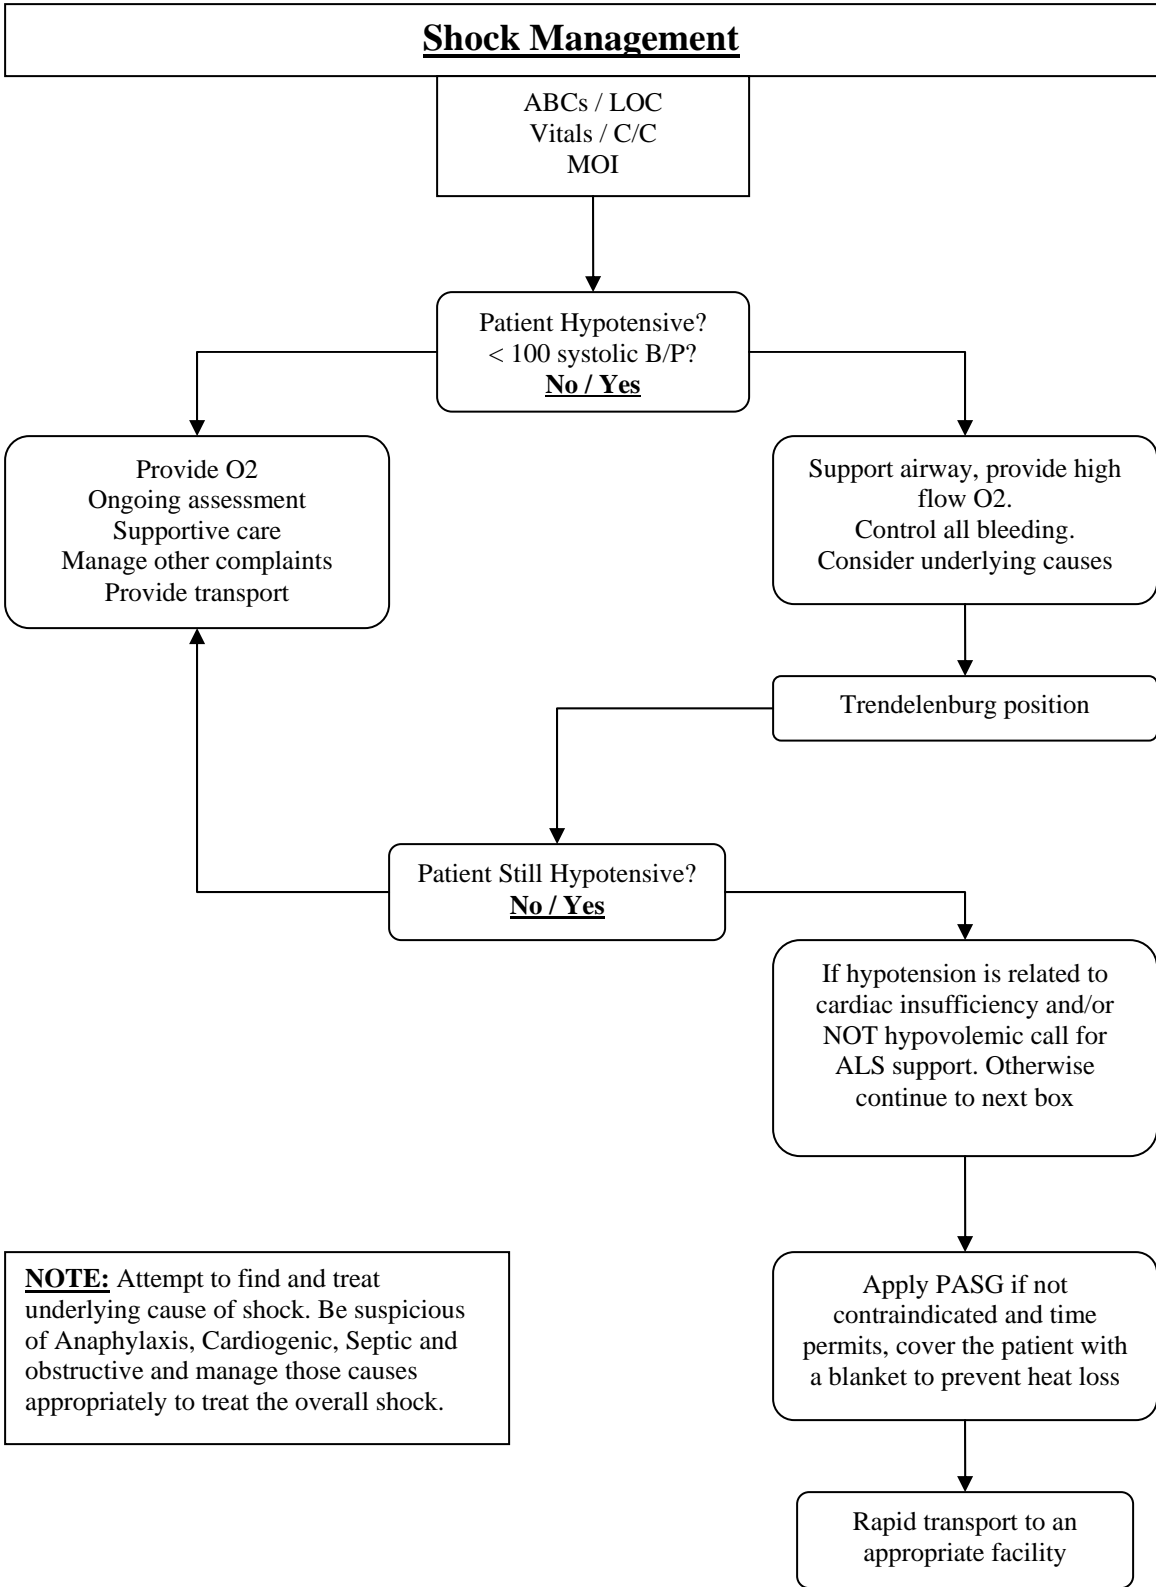 Shock Management
ABCs / LOC
Vitals / C/C
MOI
Patient Hypotensive?
< 100 systolic B/P?
No / Yes
Provide O2
Ongoing assessment
Supportive care
Manage other complaints
Provide transport
Support airway, provide high
flow O2.
Control all bleeding.
Consider underlying causes
Trendelenburg position
Patient Still Hypotensive?
No / Yes
If hypotension is related to
cardiac insufficiency and/or
NOT hypovolemic call for
ALS support. Otherwise
continue to next box
NOTE: Attempt to find and treat
underlying cause of shock. Be suspicious
of Anaphylaxis, Cardiogenic, Septic and
obstructive and manage those causes
appropriately to treat the overall shock.
Apply PASG if not
contraindicated and time
permits, cover the patient with
a blanket to prevent heat loss
Rapid transport to an
appropriate facility